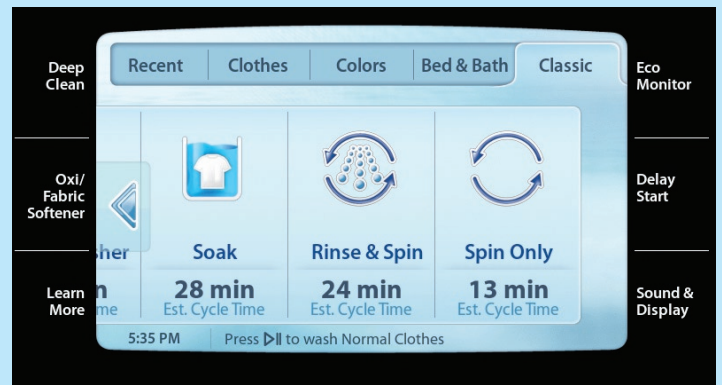 Deep
Clean
Oxi/
Fabric
Softener
Learn
More
Recent Clothes Colors Bed & Bath Classic
sher Soak Rinse & Spin Spin Only
n 28 min 24 min 13 min
me Est. Cycle Time Est. Cycle Time Est. Cycle Time
5:35 PM Press ▷II to wash Normal Clothes
Eco
Monitor
Delay
Start
Sound &
Display